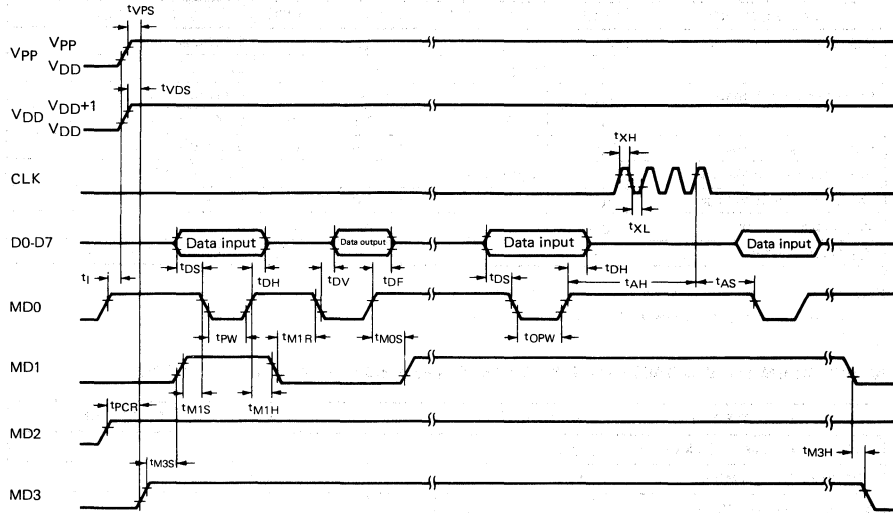 tVPS
VPP VPP
VDD
tVDS
VDD VDD+1
VDD
tXH
CLK
tXL
D0-D7 Data input Data output Data input Data input
tI tDS tDH tDV tDF tDS tDH tAH tAS
MD0
tPW tM1R tM0S tOPW
MD1
tM1S tM1H
tPCR
MD2
tM3S tM3H
MD3